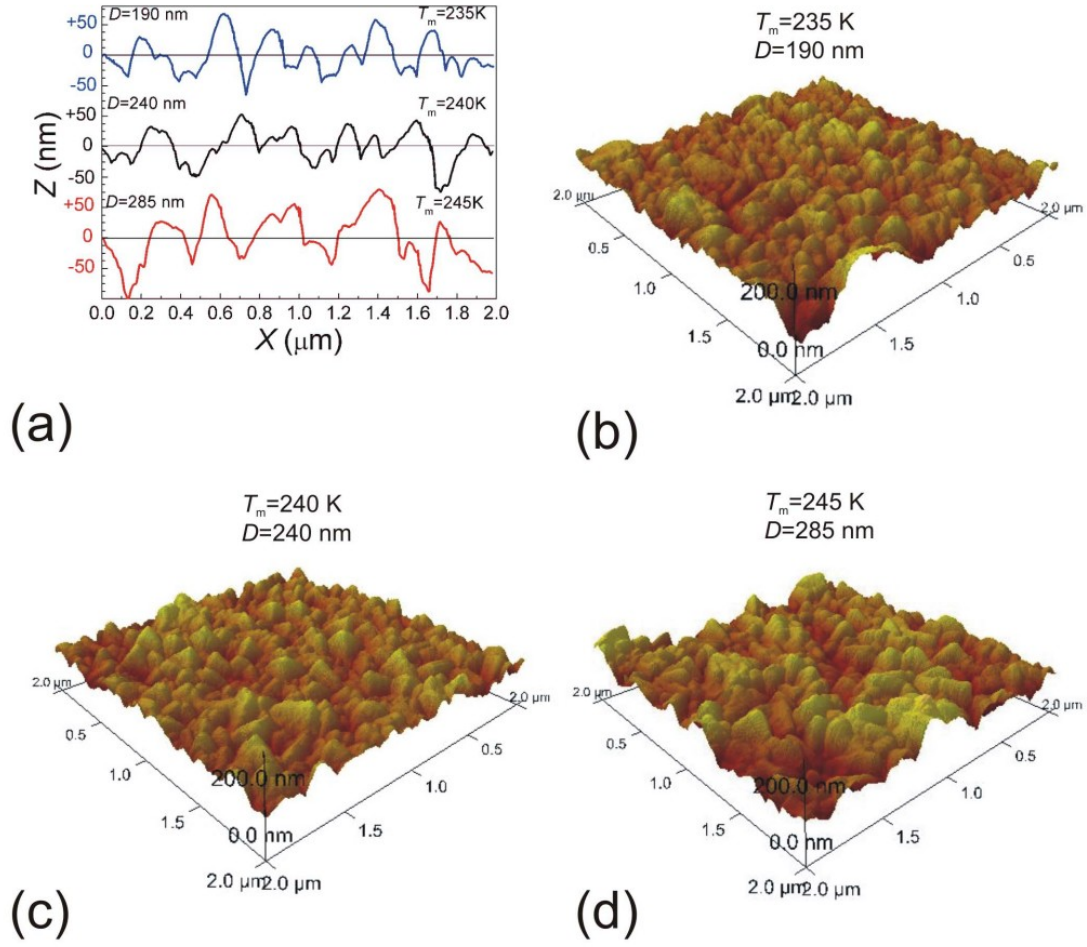 D=190 nm
T_m=235K
+50
0
-50
D=240 nm
T_m=240K
+50
0
-50
D=285 nm
T_m=245K
+50
0
-50
Z (nm)
0.0 0.2 0.4 0.6 0.8 1.0 1.2 1.4 1.6 1.8 2.0
X (μm)
(a)
T_m=235 K
D=190 nm
2.0 µm
2.0 µm
0.5
0.5
1.0
200.0 nm
1.0
1.5
1.5
0.0 nm
2.0 µm
2.0 µm
(b)
T_m=240 K
D=240 nm
2.0 µm
2.0 µm
0.5
0.5
1.0
200.0 nm
1.0
1.5
1.5
0.0 nm
2.0 µm
2.0 µm
(c)
T_m=245 K
D=285 nm
2.0 µm
2.0 µm
0.5
0.5
1.0
200.0 nm
1.0
1.5
1.5
0.0 nm
2.0 µm
2.0 µm
(d)